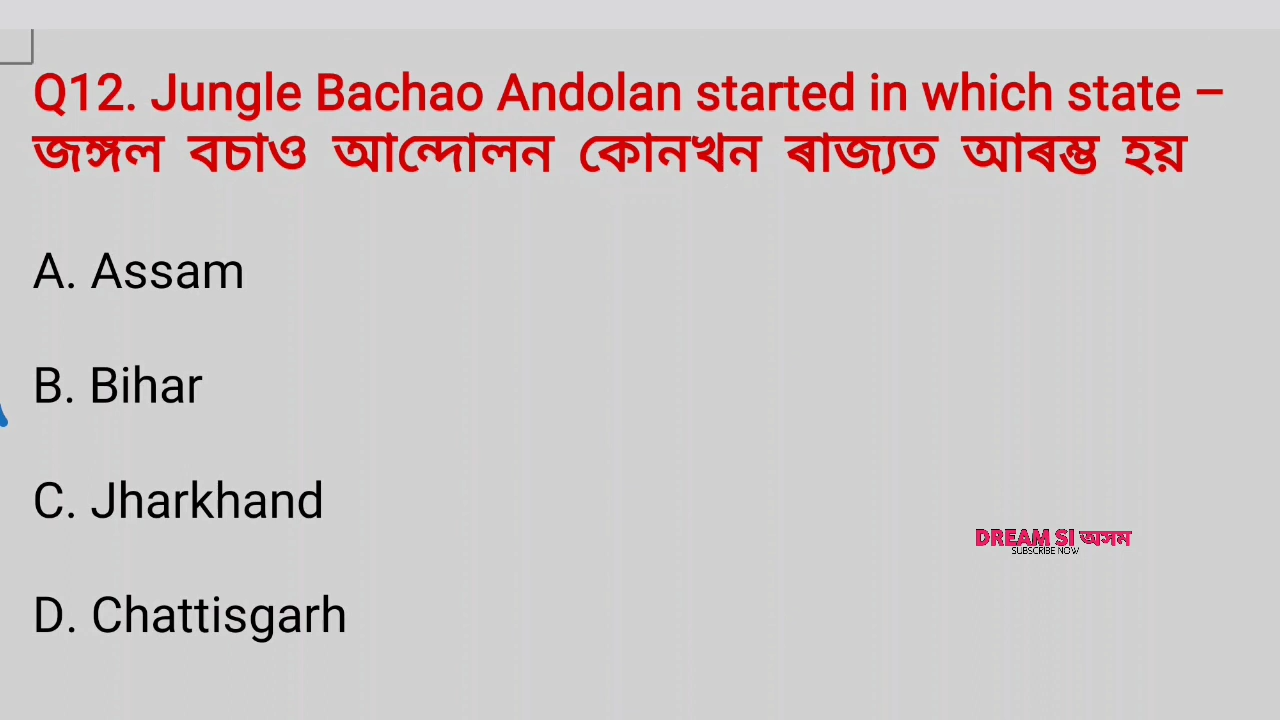 Q12. Jungle Bachao Andolan started in which state –
জঙ্গল বচাও আন্দোলন কোনখন ৰাজ্যত আৰম্ভ হয়
A. Assam
B. Bihar
C. Jharkhand
DREAM SI অসম
SUBSCRIBE NOW
D. Chattisgarh